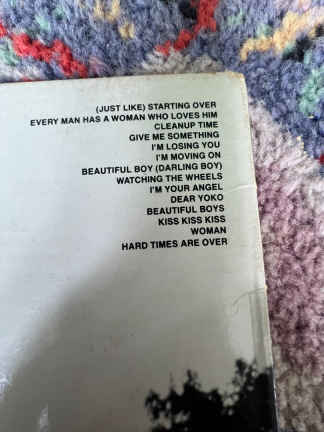 (JUST LIKE) STARTING OVER
EVERY MAN HAS A WOMAN WHO LOVES HIM
CLEANUP TIME
GIVE ME SOMETHING
I'M LOSING YOU
I'M MOVING ON
BEAUTIFUL BOY (DARLING BOY)
WATCHING THE WHEELS
I'M YOUR ANGEL
DEAR YOKO
BEAUTIFUL BOYS
KISS KISS KISS
WOMAN
HARD TIMES ARE OVER